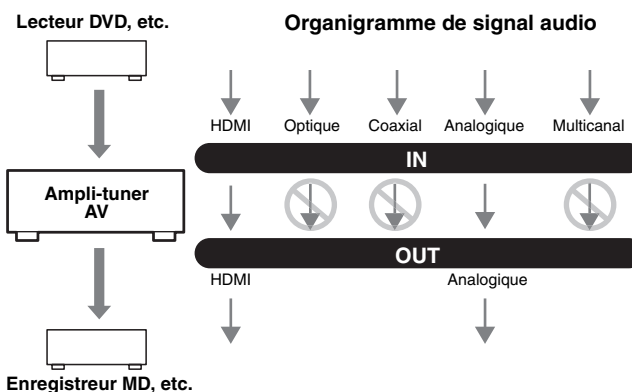 Lecteur DVD, etc.
Organigramme de signal audio
HDMI Optique Coaxial Analogique Multicanal
IN
Ampli-tuner
AV
OUT
HDMI Analogique
Enregistreur MD, etc.